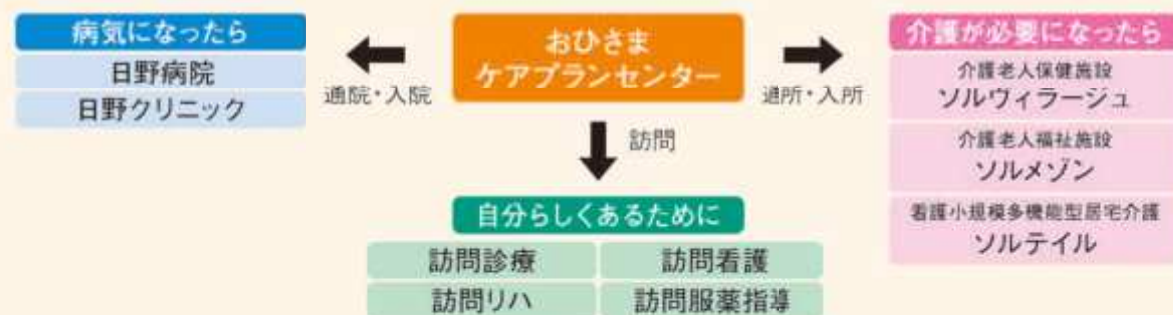 病気になったら
日野病院
日野クリニック
通院・入院
おひさま
ケアプランセンター
通所・入所
訪問
介護が必要になったら
介護老人保健施設
ソルヴィラージュ
介護老人福祉施設
ソルメゾン
看護小規模多機能型居宅介護
ソルテイル
自分らしくあるために
訪問診療
訪問看護
訪問リハ
訪問服薬指導